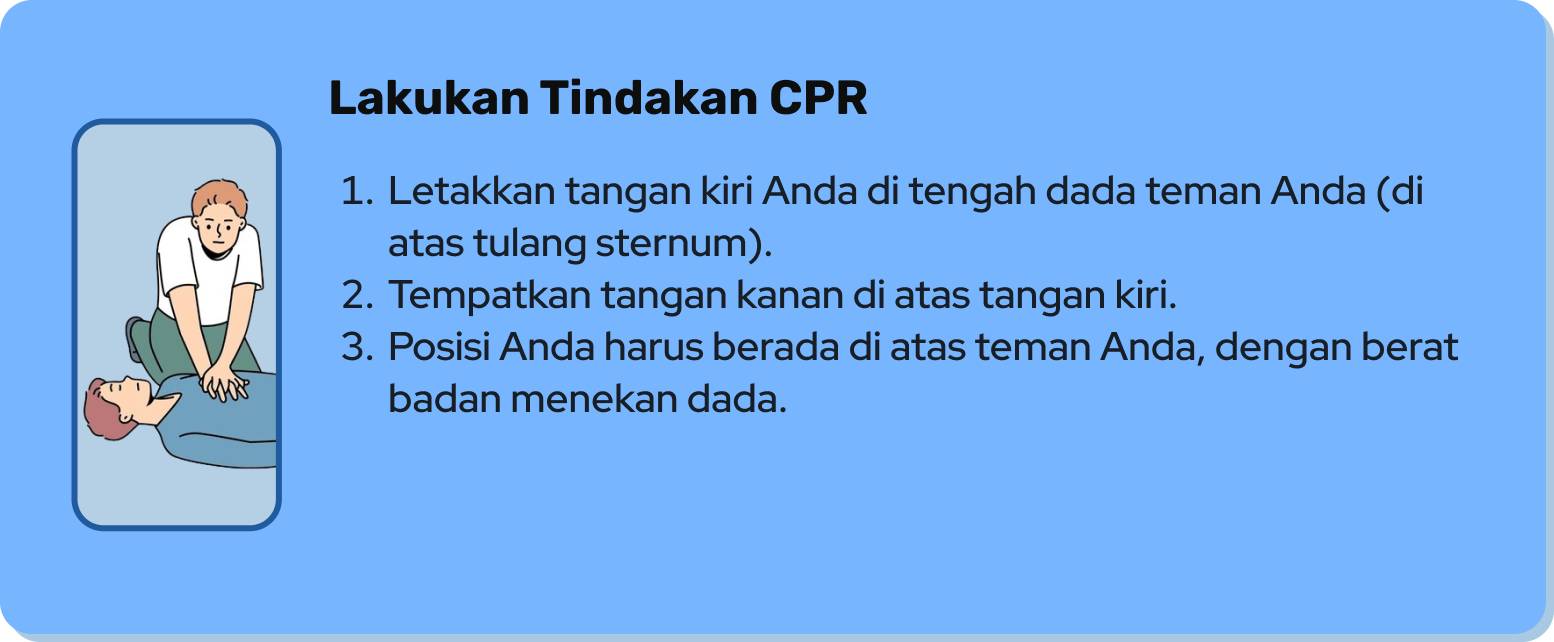 Lakukan Tindakan CPR
1. Letakkan tangan kiri Anda di tengah dada teman Anda (di
atas tulang sternum).
2. Tempatkan tangan kanan di atas tangan kiri.
3. Posisi Anda harus berada di atas teman Anda, dengan berat
badan menekan dada.